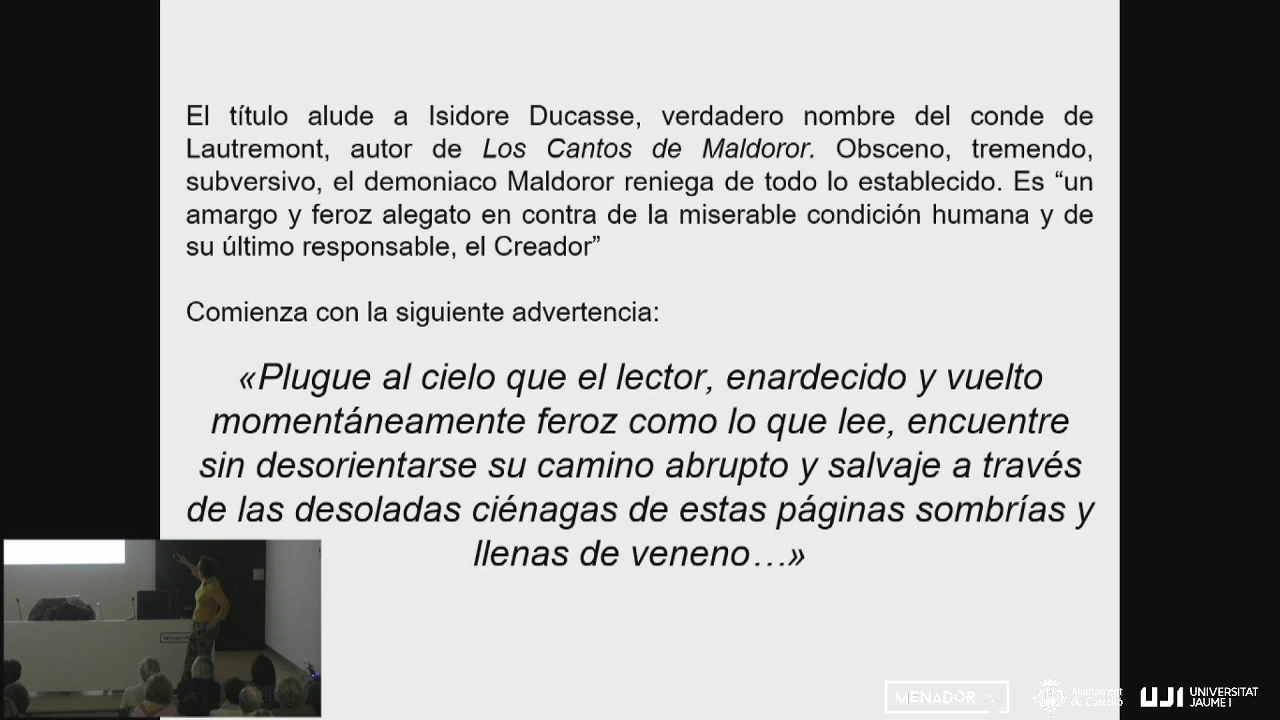 El título alude a Isidore Ducasse, verdadero nombre del conde de
Lautremont, autor de Los Cantos de Maldoror. Obsceno, tremendo,
subversivo, el demoniaco Maldoror reniega de todo lo establecido. Es “un
amargo y feroz alegato en contra de la miserable condición humana y de
su último responsable, el Creador”
Comienza con la siguiente advertencia:
«Plugue al cielo que el lector, enardecido y vuelto
momentáneamente feroz como lo que lee, encuentre
sin desorientarse su camino abrupto y salvaje a través
de las desoladas ciénagas de estas páginas sombrías y
llenas de veneno…»
MENADOR
MENADOR
Ajuntament
de Castelló
UJI UNIVERSITAT
JAUME I